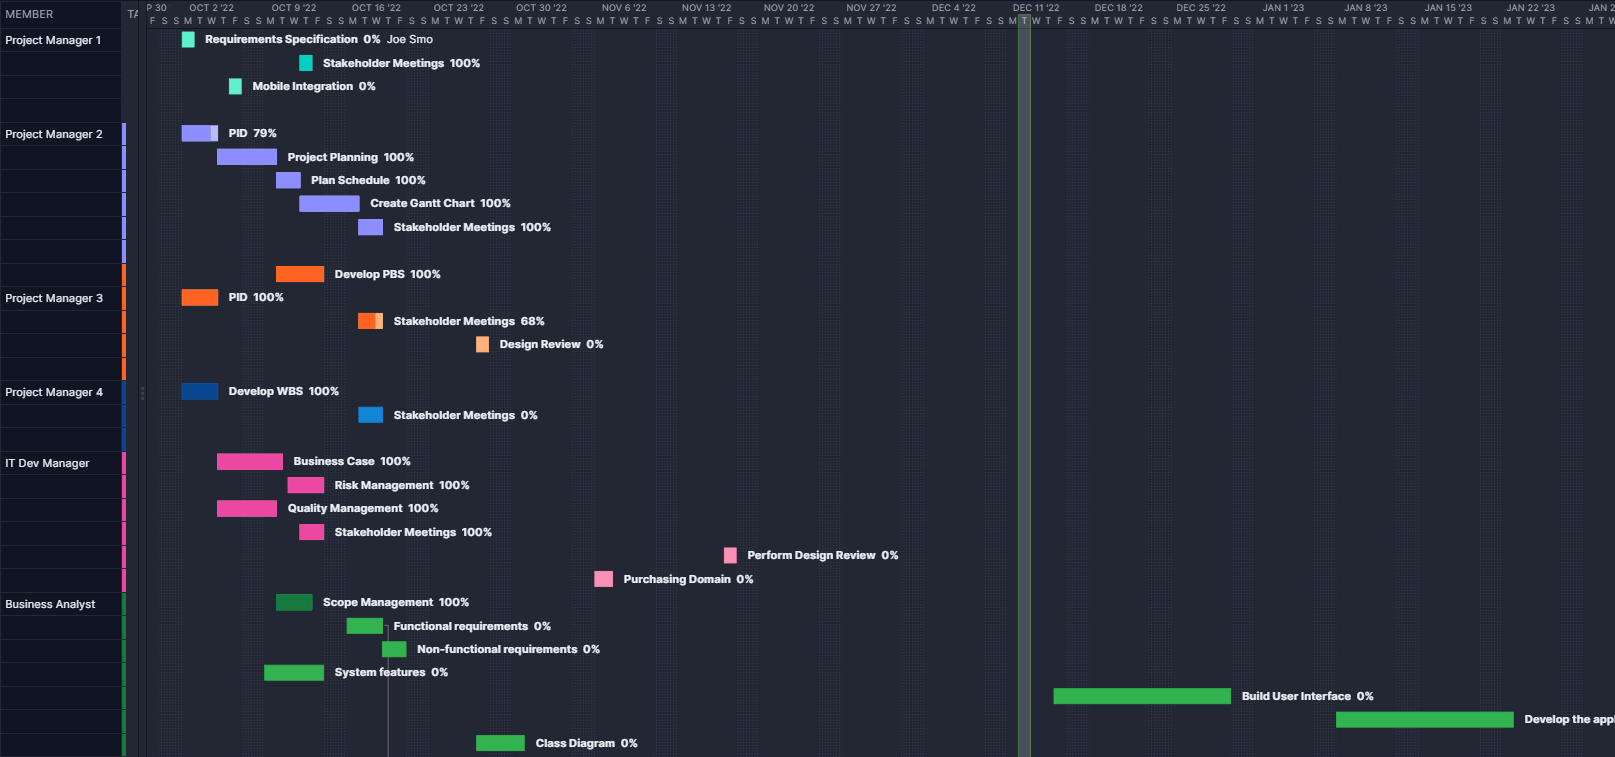 MEMBER TA P 30 OCT 2 '22 OCT 9 '22 OCT 16 '22 OCT 23 '22 OCT 30 '22 NOV 6 '22 NOV 13 '22 NOV 20 '22 NOV 27 '22 DEC 4 '22 DEC 11 '22 DEC 18 '22 DEC 25 '22 JAN 1 '23 JAN 8 '23 JAN 15 '23 JAN 22 '23 JAN 2
F S S M T W T F S S M T W T F S S M T W T F S S M T W T F S S M T W T F S S M T W T F S S M T W T F S S M T W T F S S M T W T F S S M T W T F S S M T W T F S S M T W T F S S M T W T F S S M T W T F S S M T W T F S S M T W T F S S M T W T F S S M T W
Project Manager 1 Requirements Specification 0% Joe Smo
Stakeholder Meetings 100%
Mobile Integration 0%
Project Manager 2 PID 79%
Project Planning 100%
Plan Schedule 100%
Create Gantt Chart 100%
Stakeholder Meetings 100%
Develop PBS 100%
Project Manager 3 PID 100%
Stakeholder Meetings 68%
Design Review 0%
Project Manager 4 Develop WBS 100%
Stakeholder Meetings 0%
IT Dev Manager Business Case 100%
Risk Management 100%
Quality Management 100%
Stakeholder Meetings 100%
Perform Design Review 0%
Purchasing Domain 0%
Business Analyst Scope Management 100%
Functional requirements 0%
Non-functional requirements 0%
System features 0%
Build User Interface 0%
Develop the appl
Class Diagram 0%